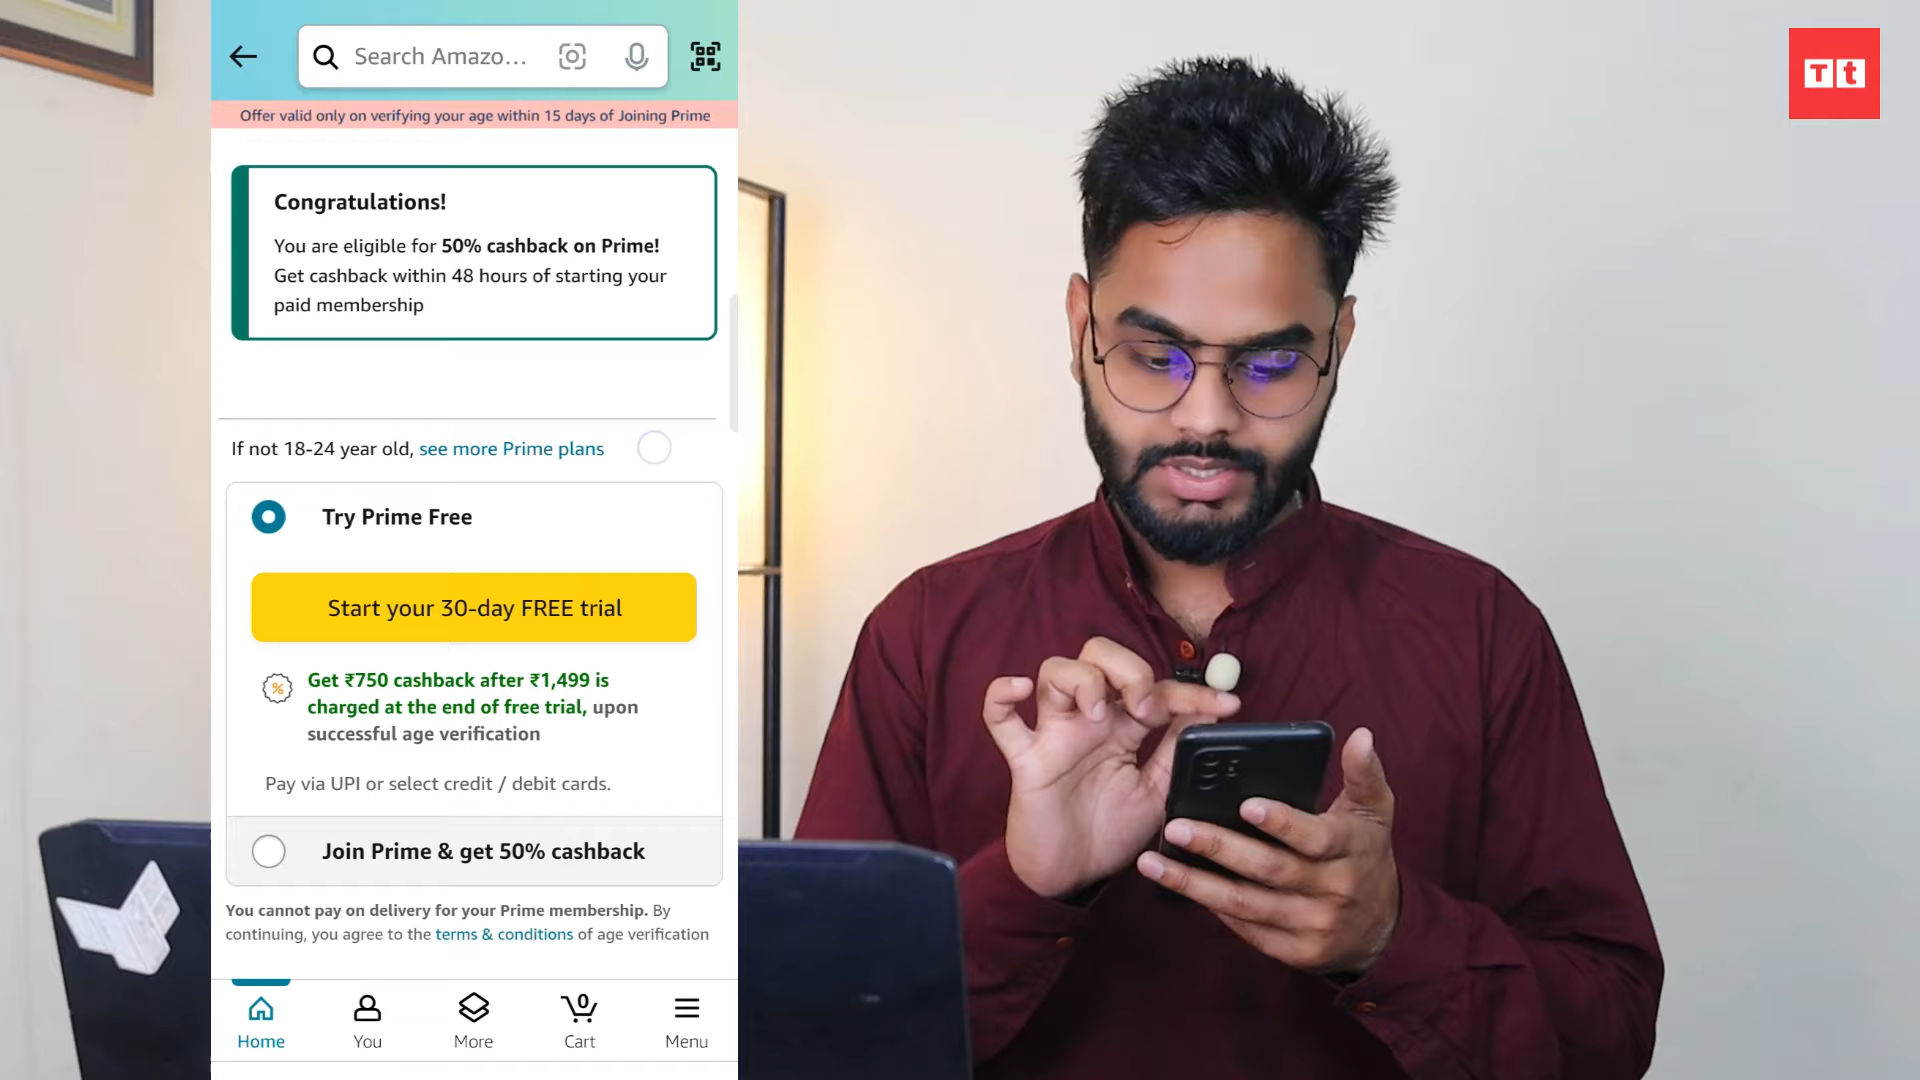 Search Amazo...
Offer valid only on verifying your age within 15 days of Joining Prime
Congratulations!
You are eligible for 50% cashback on Prime!
Get cashback within 48 hours of starting your
paid membership
If not 18-24 year old, see more Prime plans
Try Prime Free
Start your 30-day FREE trial
%
Get ₹750 cashback after ₹1,499 is
charged at the end of free trial, upon
successful age verification
Pay via UPI or select credit / debit cards.
Join Prime & get 50% cashback
You cannot pay on delivery for your Prime membership. By
continuing, you agree to the terms & conditions of age verification
0
Home You More Cart Menu
Tt